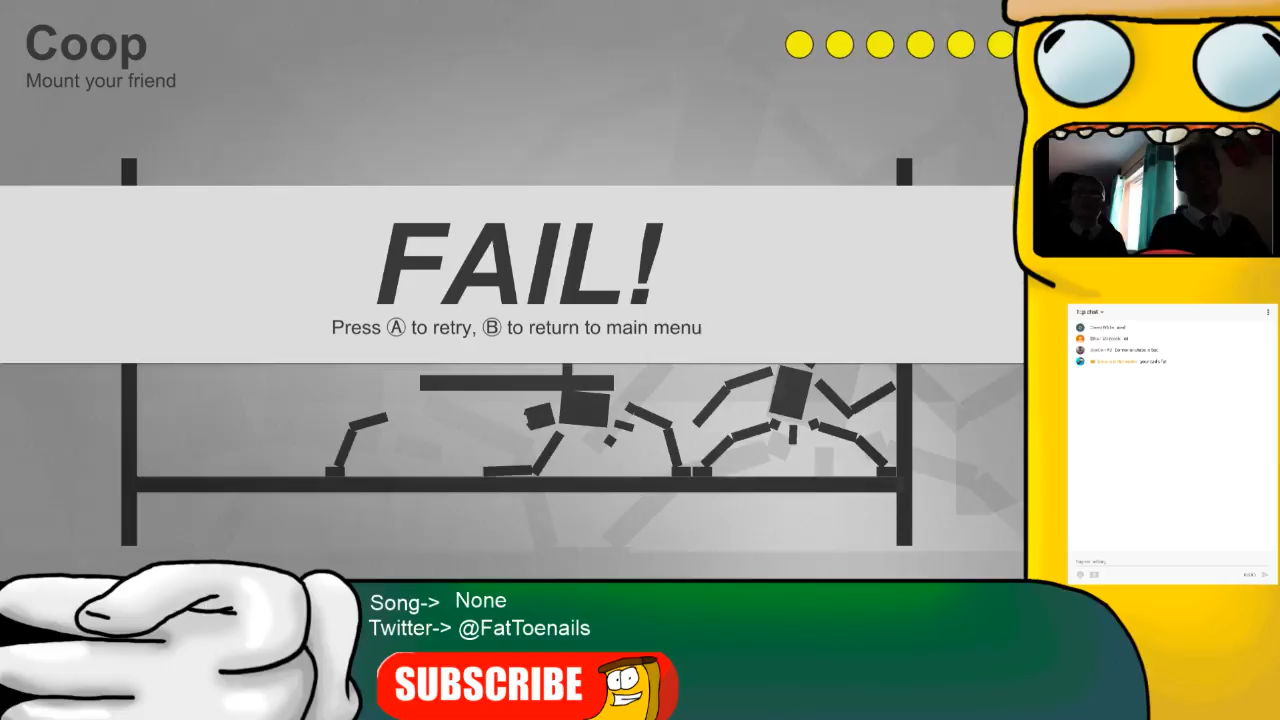 Coop
Mount your friend
FAIL!
Press Ⓐ to retry, Ⓑ to return to main menu
Song-> None
Twitter-> @FatToenails
SUBSCRIBE